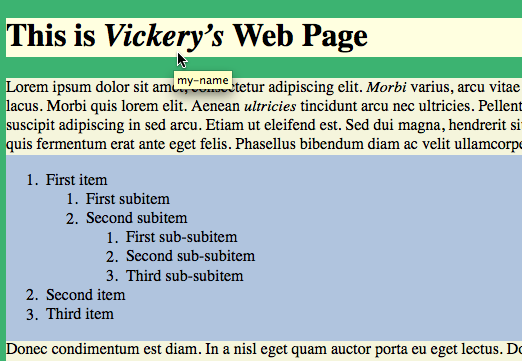 This is Vickery’s Web Page
my-name
Lorem ipsum dolor sit amet, consectetur adipiscing elit. Morbi varius, arcu vitae
lacus. Morbi quis lorem elit. Aenean ultricies tincidunt arcu nec ultricies. Pellent
suscipit adipiscing in sed arcu. Etiam ut eleifend est. Sed dui magna, hendrerit si
quis fermentum erat ante eget felis. Phasellus bibendum diam ac velit ullamcorpe
1. First item
1. First subitem
2. Second subitem
1. First sub-subitem
2. Second sub-subitem
3. Third sub-subitem
2. Second item
3. Third item
Donec condimentum est diam. In a nisl eget quam auctor porta eu eget lectus. Do